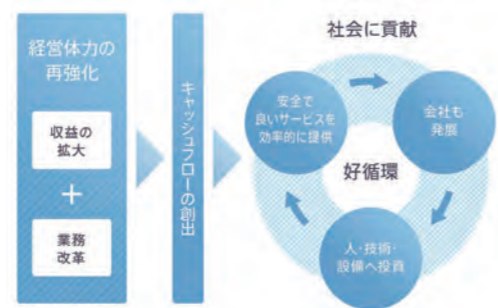 経営体力の
再強化
収益の
拡大
+
業務
改革
キャッシュフローの創出
社会に貢献
安全で
良いサービスを
効率的に提供
会社も
発展
好循環
人・技術・
設備へ投資